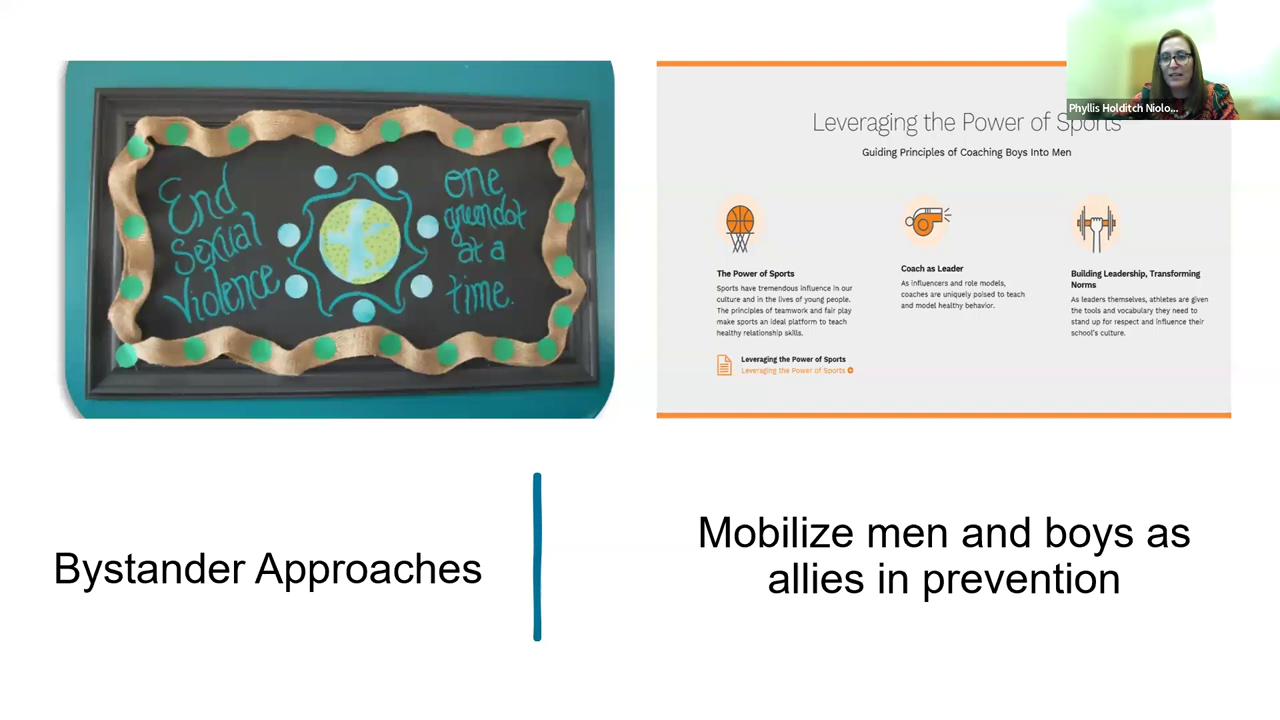 End
Sexual
Violence
one
greendot
at a
time.
Phyllis Holditch Niolo...
Leveraging the Power of Sports
Guiding Principles of Coaching Boys Into Men
The Power of Sports
Sports have tremendous influence in our
culture and in the lives of young people.
The principles of teamwork and fair play
make sports an ideal platform to teach
healthy relationship skills.
Leveraging the Power of Sports
Leveraging the Power of Sports
Coach as Leader
As influencers and role models,
coaches are uniquely poised to teach
and model healthy behavior.
Building Leadership, Transforming
Norms
As leaders themselves, athletes are given
the tools and vocabulary they need to
stand up for respect and influence their
school's culture.
Bystander Approaches
Mobilize men and boys as
allies in prevention